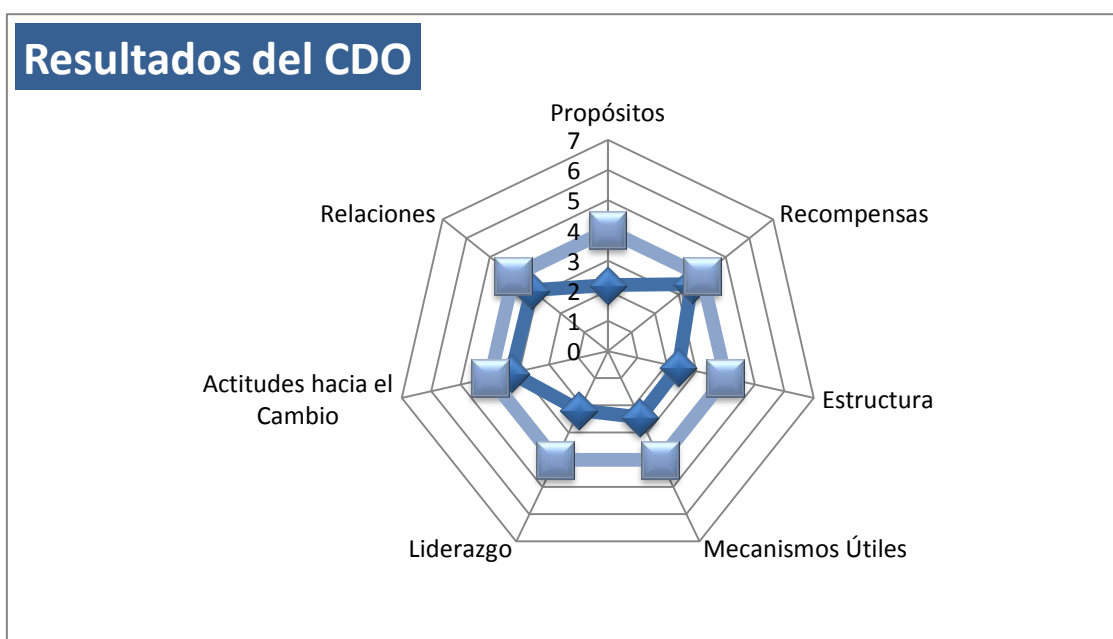 Resultados del CDO
Propósitos
7
6
5
4
3
2
1
0
Recompensas
Estructura
Mecanismos Útiles
Liderazgo
Actitudes hacia el
Cambio
Relaciones